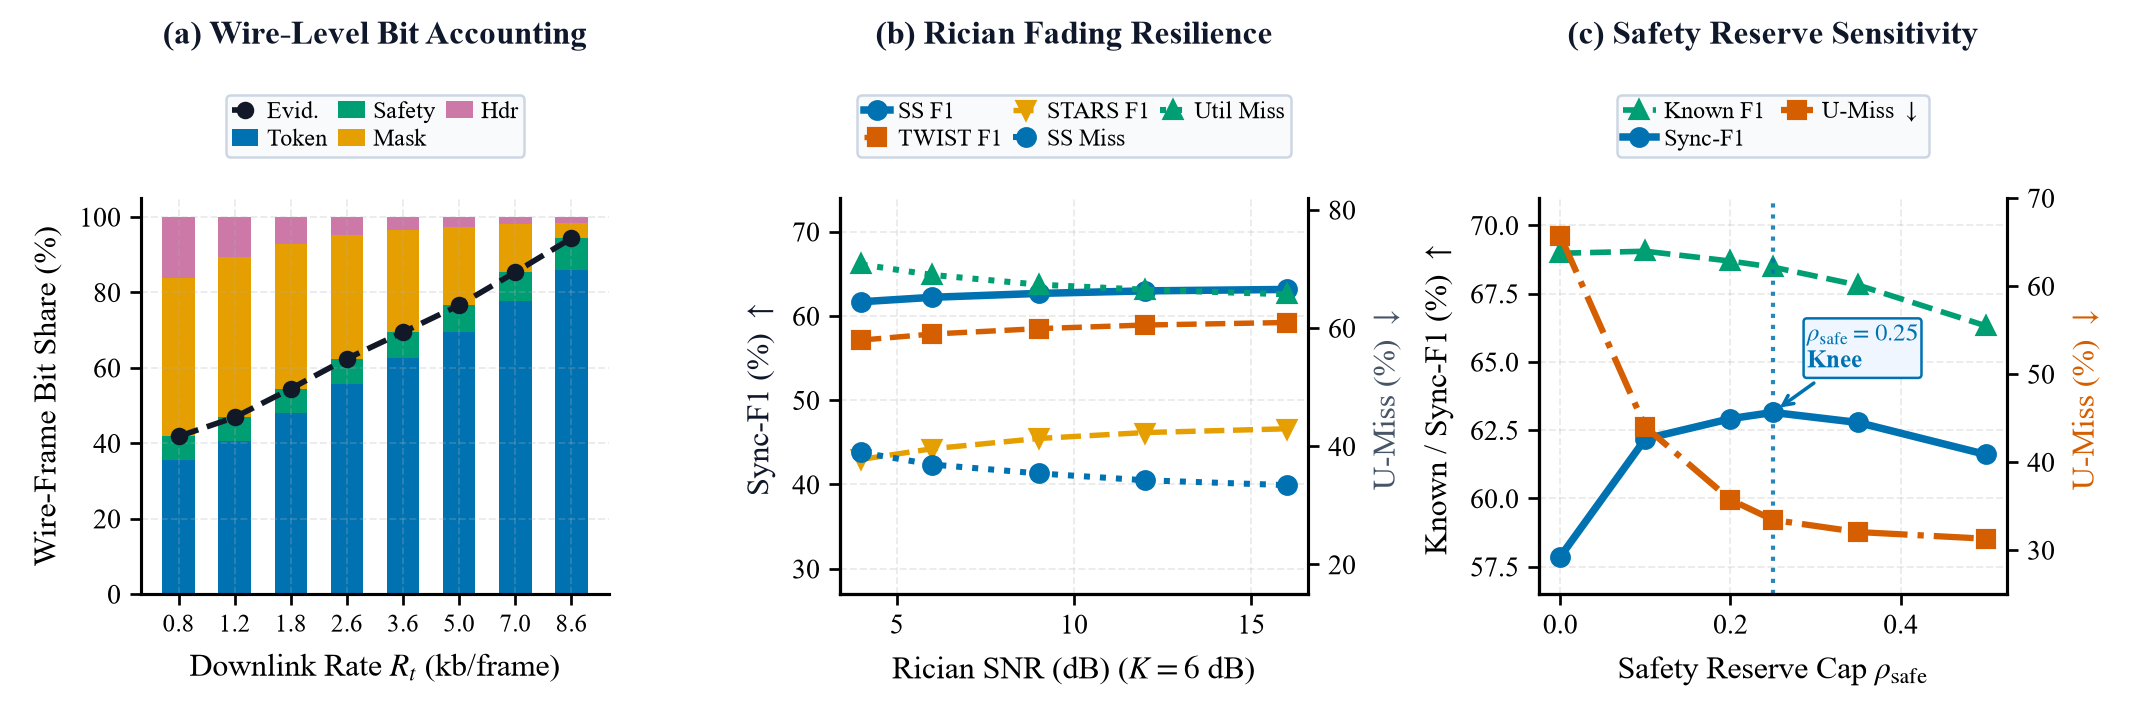 (a) Wire-Level Bit Accounting
Evid.
Safety
Hdr
Token
Mask
Wire-Frame Bit Share (%)
100
80
60
40
20
0
0.8
1.2
1.8
2.6
3.6
5.0
7.0
8.6
Downlink Rate R_t (kb/frame)
(b) Rician Fading Resilience
SS F1
STARS F1
Util Miss
TWIST F1
SS Miss
Sync-F1 (%) ↑
70
60
50
40
30
5
10
15
80
60
40
20
U-Miss (%) ↓
Rician SNR (dB) (K = 6 dB)
(c) Safety Reserve Sensitivity
Known F1
U-Miss ↓
Sync-F1
Known / Sync-F1 (%) ↑
70.0
67.5
65.0
62.5
60.0
57.5
ρ_safe = 0.25
Knee
0.0
0.2
0.4
70
60
50
40
30
U-Miss (%) ↓
Safety Reserve Cap ρ_safe